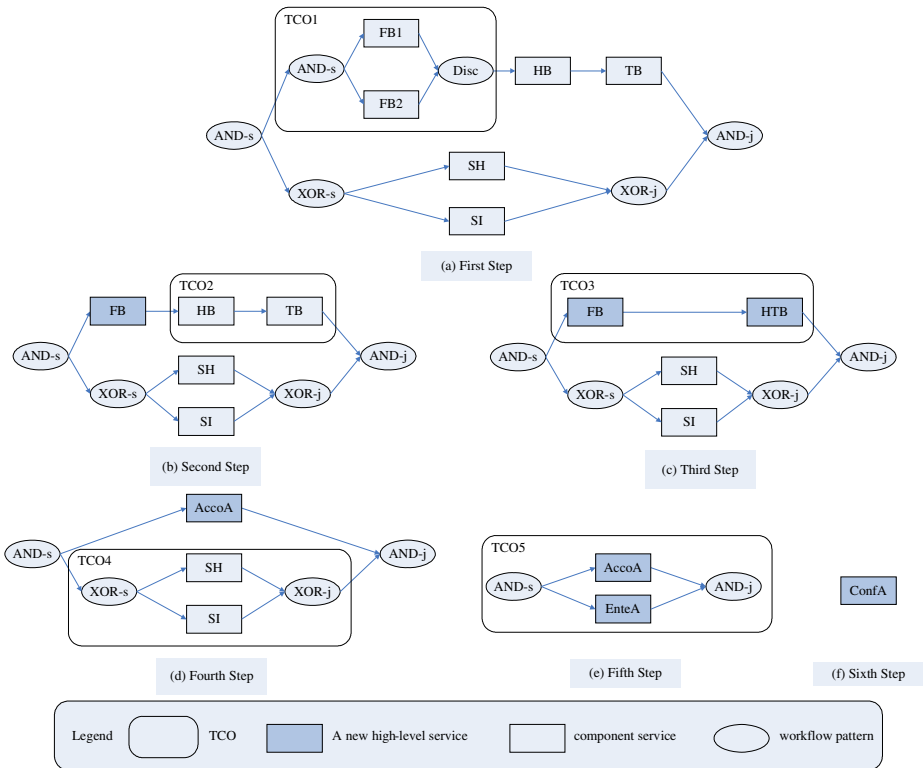 TCO1
FB1
AND-s
Disc
HB
TB
FB2
AND-s
AND-j
SH
XOR-s
XOR-j
SI
(a) First Step
TCO2
FB
HB
TB
AND-s
AND-j
SH
XOR-s
XOR-j
SI
(b) Second Step
TCO3
FB
HTB
AND-s
AND-j
SH
XOR-s
XOR-j
SI
(c) Third Step
AccoA
AND-s
AND-j
TCO4
SH
XOR-s
XOR-j
SI
(d) Fourth Step
TCO5
AccoA
AND-s
AND-j
EnteA
(e) Fifth Step
ConfA
(f) Sixth Step
Legend
TCO
A new high-level service
component service
workflow pattern